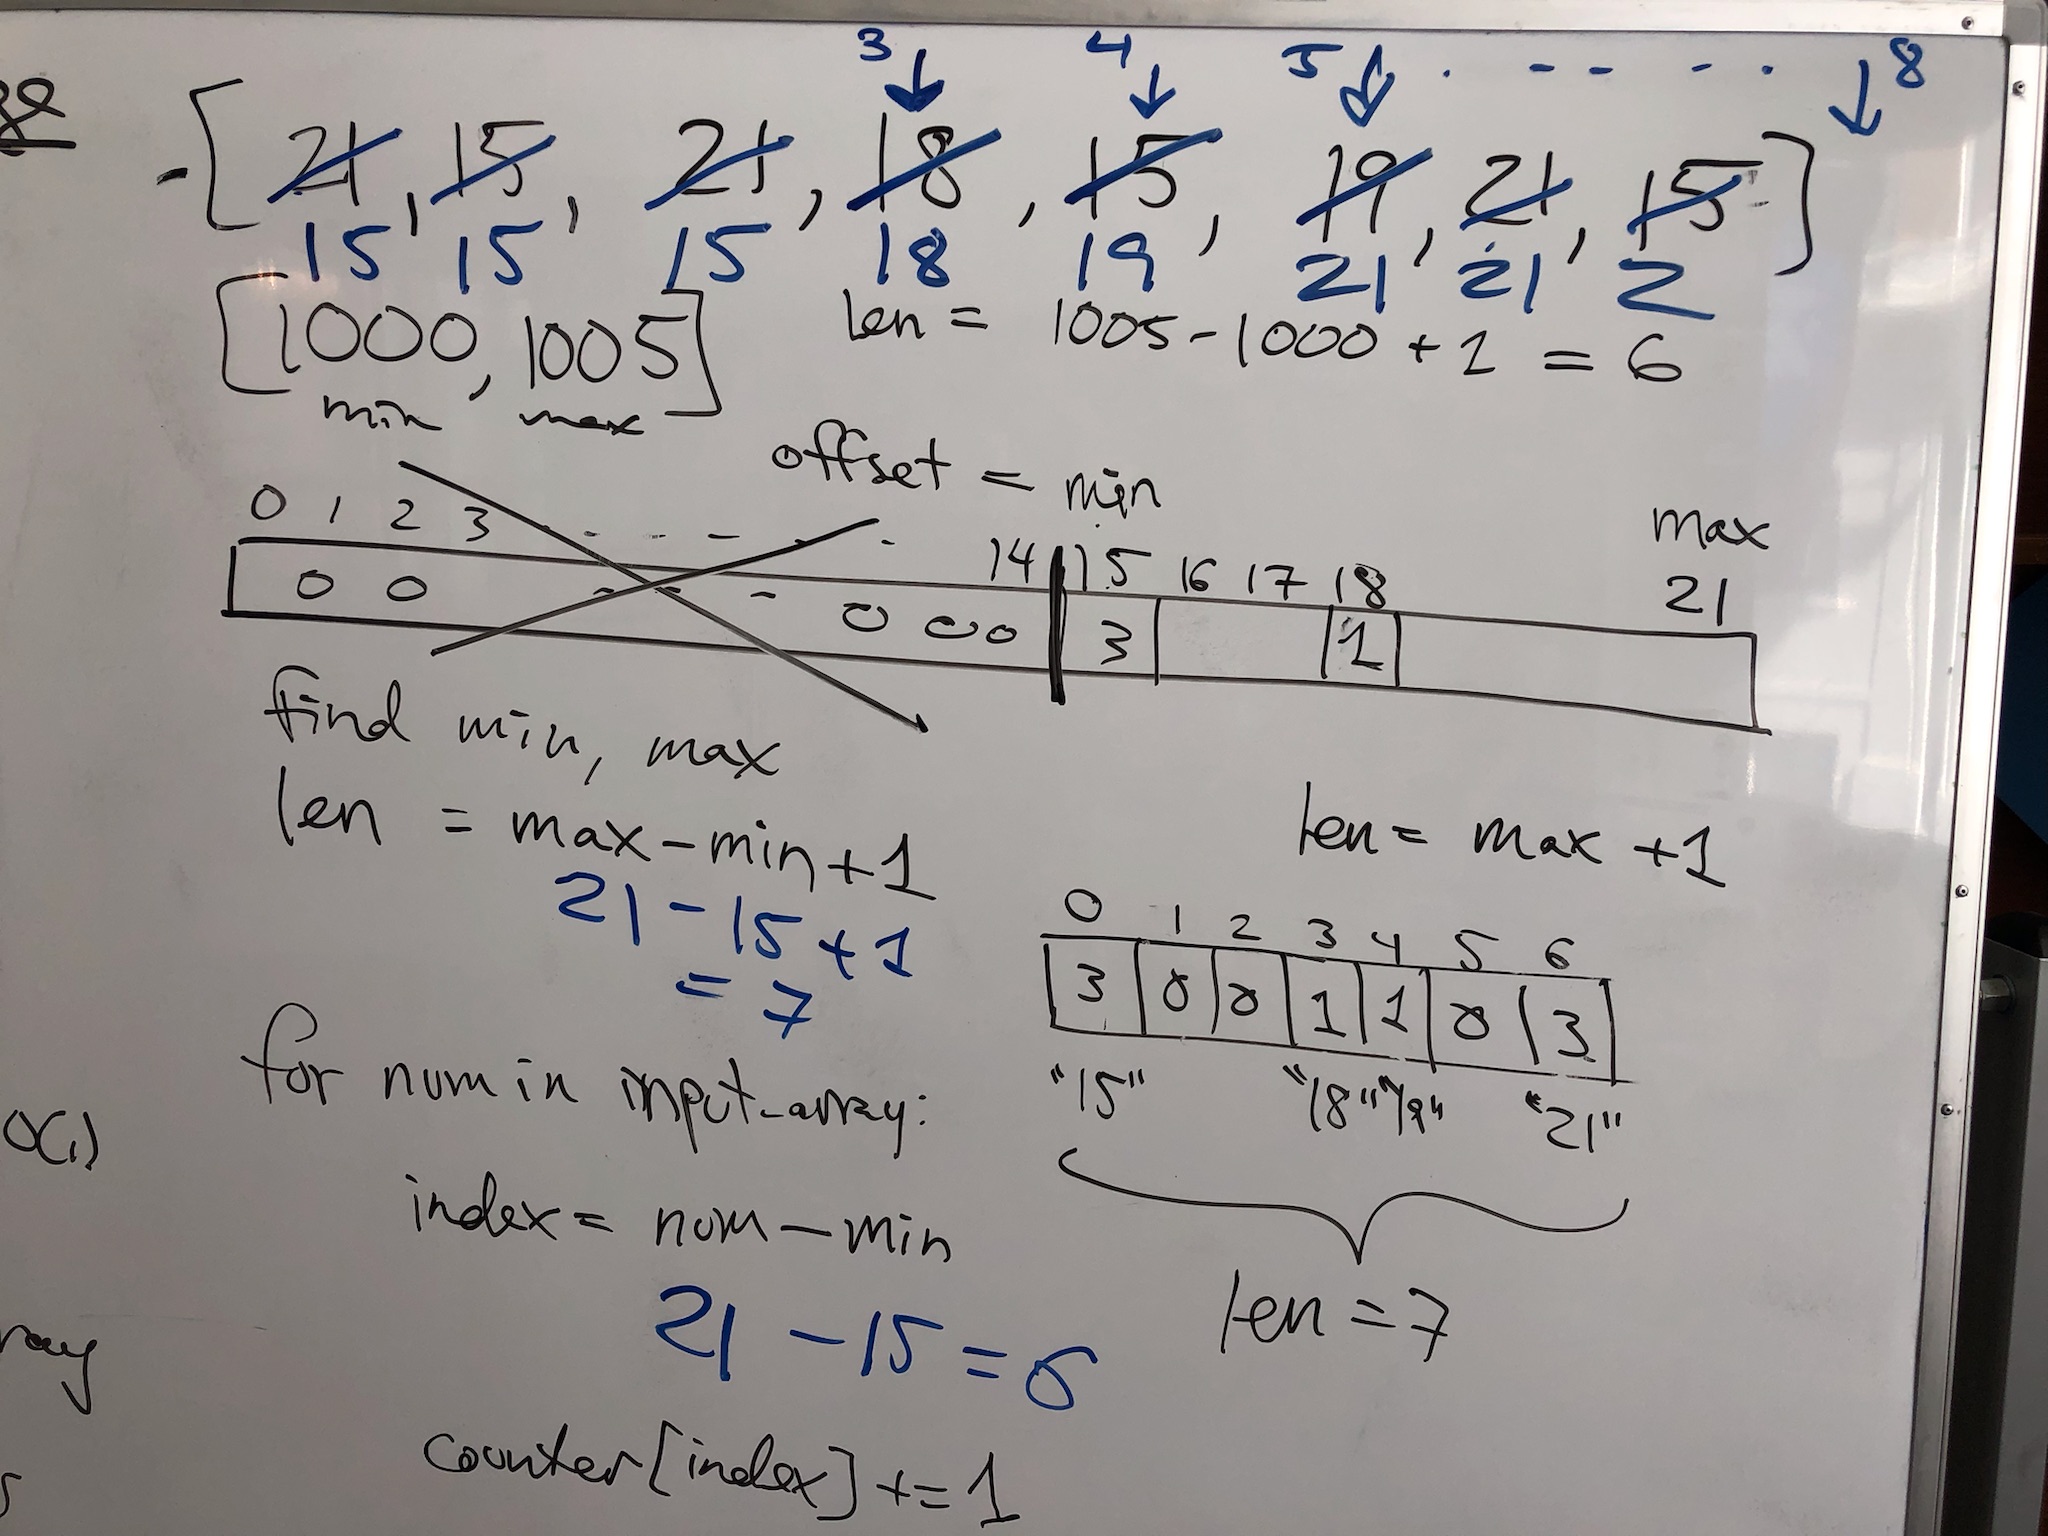 3 4 5 . - - - . 8
- [ 21, 15, 21, 18, 15, 19, 21, 15 ]
15 15 15 18 19 21 21 2
[1000, 1005] len = 1005 - 1000 + 1 = 6
min max
offset = min
max
0 1 2 3 - - - - - 14 15 16 17 18 21
0 0 - - - 0 0 0 3 1
find min, max
len = max - min + 1
len = max + 1
21 - 15 + 1
= 7
0 1 2 3 4 5 6
3 0 0 1 1 0 3
"15" "18" "19" "21"
len = 7
for num in input_array:
index = num - min
21 - 15 = 6
counter[index] += 1
O(1)